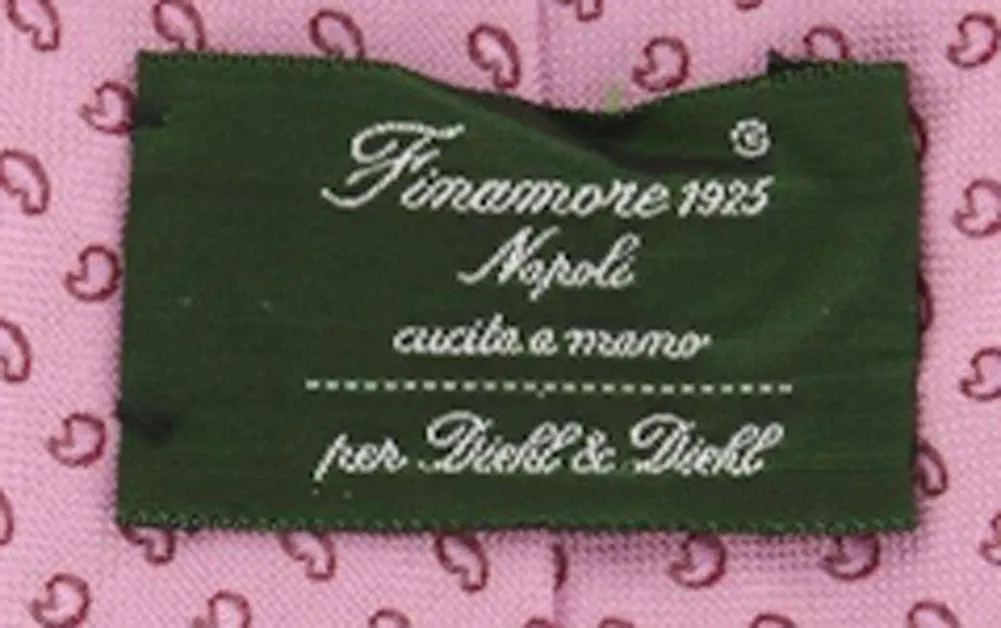 Finamore 1925
Napoli
cucita a mano
per Diehl & Diehl